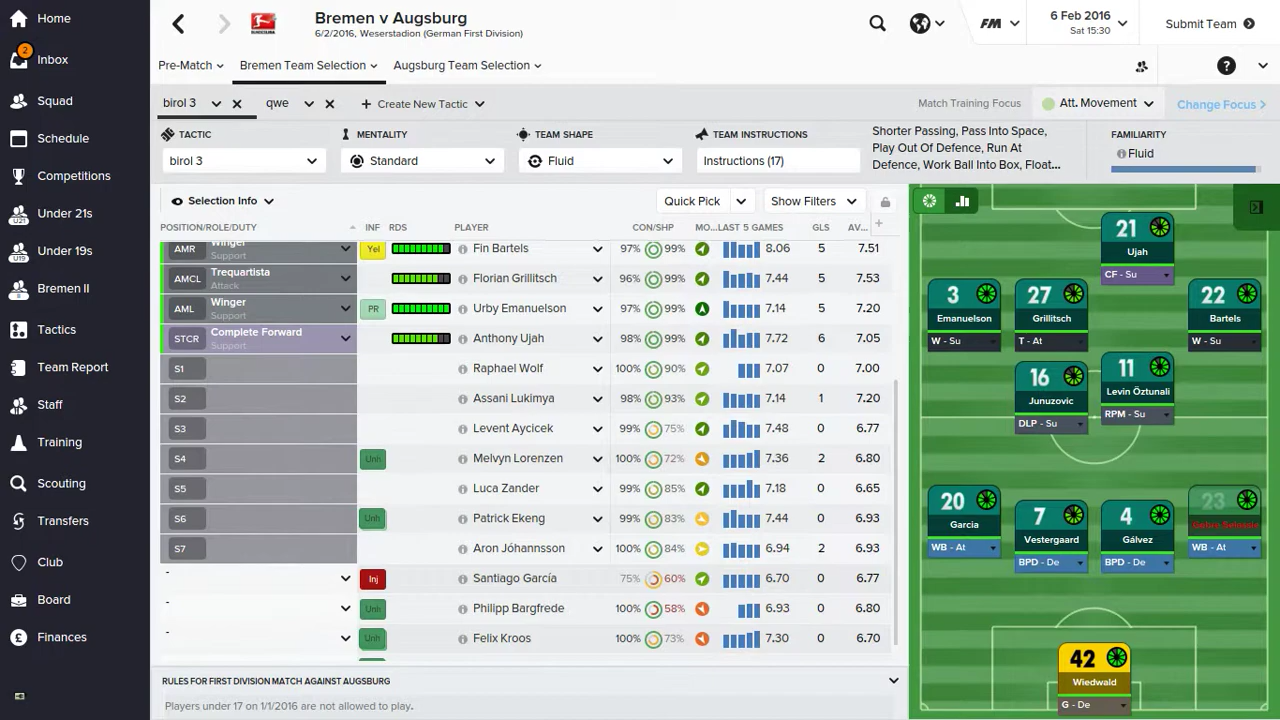 Home
Inbox
2
Squad
Schedule
Competitions
Under 21s
Under 19s
Bremen II
Tactics
Team Report
Staff
Training
Scouting
Transfers
Club
Board
Finances
Bremen v Augsburg
6/2/2016, Weserstadion (German First Division)
FM
6 Feb 2016
Sat 15:30
Submit Team
Pre-Match
Bremen Team Selection
Augsburg Team Selection
?
birol 3
qwe
Create New Tactic
Match Training Focus
Att. Movement
Change Focus
TACTIC
MENTALITY
TEAM SHAPE
TEAM INSTRUCTIONS
birol 3
Standard
Fluid
Instructions (17)
Shorter Passing, Pass Into Space,
Play Out Of Defence, Run At
Defence, Work Ball Into Box, Float...
FAMILIARITY
Fluid
Selection Info
Quick Pick
Show Filters
POSITION/ROLE/DUTY INF RDS PLAYER CON/SHP MO... LAST 5 GAMES GLS AV...
AMR Winger Support Yel Fin Bartels 97% 99% 8.06 5 7.51
AMCL Trequartista Attack Florian Grillitsch 96% 99% 7.44 5 7.53
AML Winger Support PR Urby Emanuelson 97% 99% 7.14 5 7.20
STCR Complete Forward Support Anthony Ujah 98% 99% 7.72 6 7.05
S1 Raphael Wolf 100% 90% 7.07 0 7.00
S2 Assani Lukimya 98% 93% 7.14 1 7.20
S3 Levent Aycicek 99% 75% 7.48 0 6.77
S4 Unh Melvyn Lorenzen 100% 72% 7.36 2 6.80
S5 Luca Zander 99% 85% 7.18 0 6.65
S6 Unh Patrick Ekeng 99% 83% 7.44 0 6.93
S7 Aron Jóhannsson 100% 84% 6.94 2 6.93
- Inj Santiago García 75% 60% 6.70 0 6.77
- Unh Philipp Bargfrede 100% 58% 6.93 0 6.80
- Unh Felix Kroos 100% 73% 7.30 0 6.70
RULES FOR FIRST DIVISION MATCH AGAINST AUGSBURG
Players under 17 on 1/1/2016 are not allowed to play.
21
Ujah
CF - Su
3 27 22
Emanuelson Grillitsch Bartels
W - Su T - At W - Su
16 11
Junuzovic Levin Öztunali
DLP - Su RPM - Su
20 7 4 23
Garcia Vestergaard Gálvez Gebre Selassie
WB - At BPD - De BPD - De WB - At
42
Wiedwald
G - De